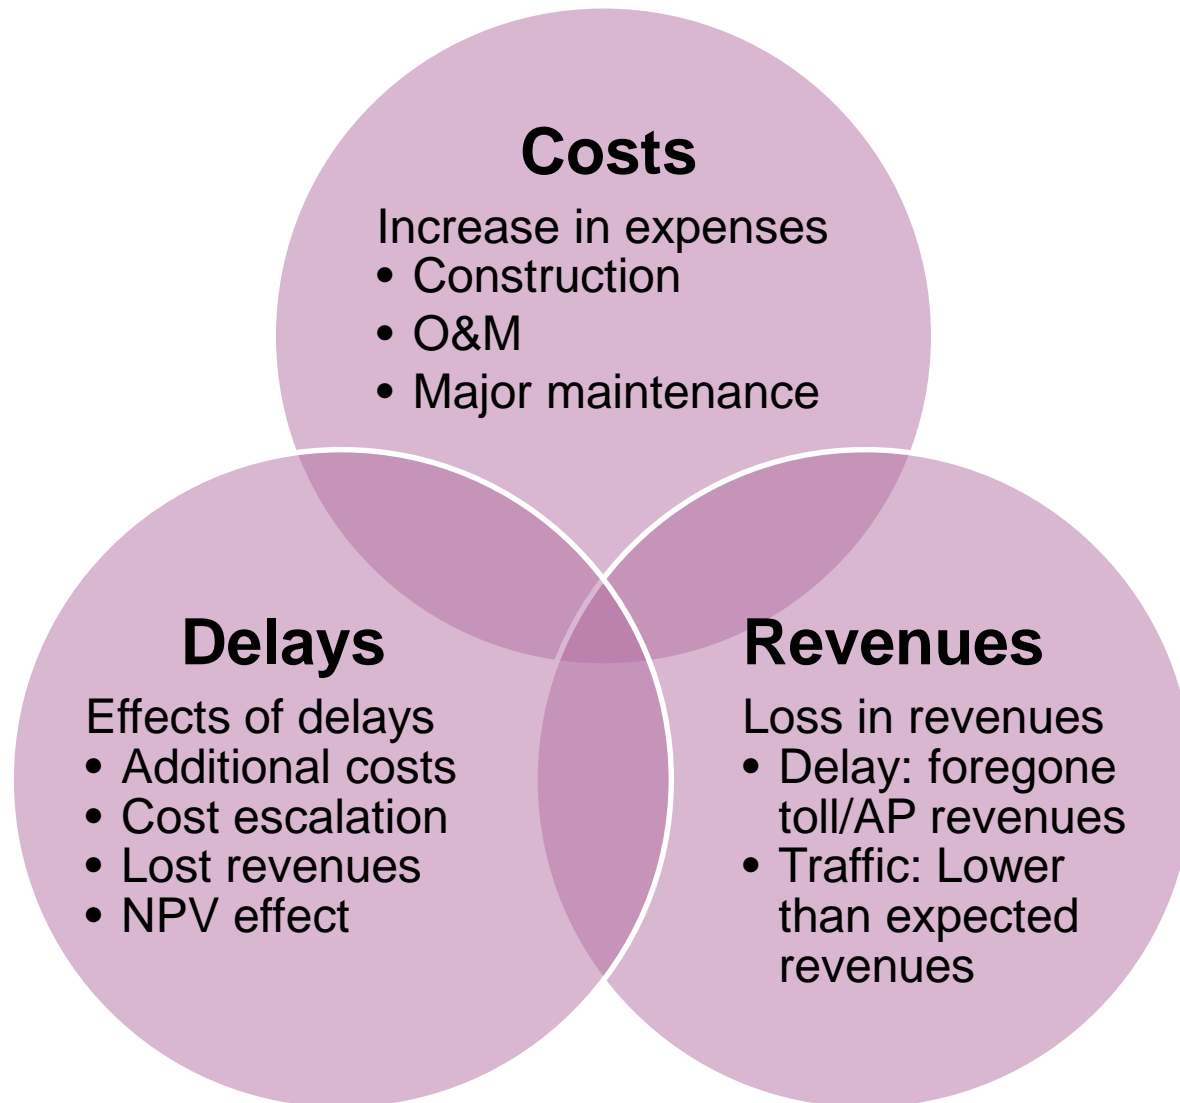 Costs
Increase in expenses
• Construction
• O&M
• Major maintenance
Delays
Effects of delays
• Additional costs
• Cost escalation
• Lost revenues
• NPV effect
Revenues
Loss in revenues
• Delay: foregone
toll/AP revenues
• Traffic: Lower
than expected
revenues